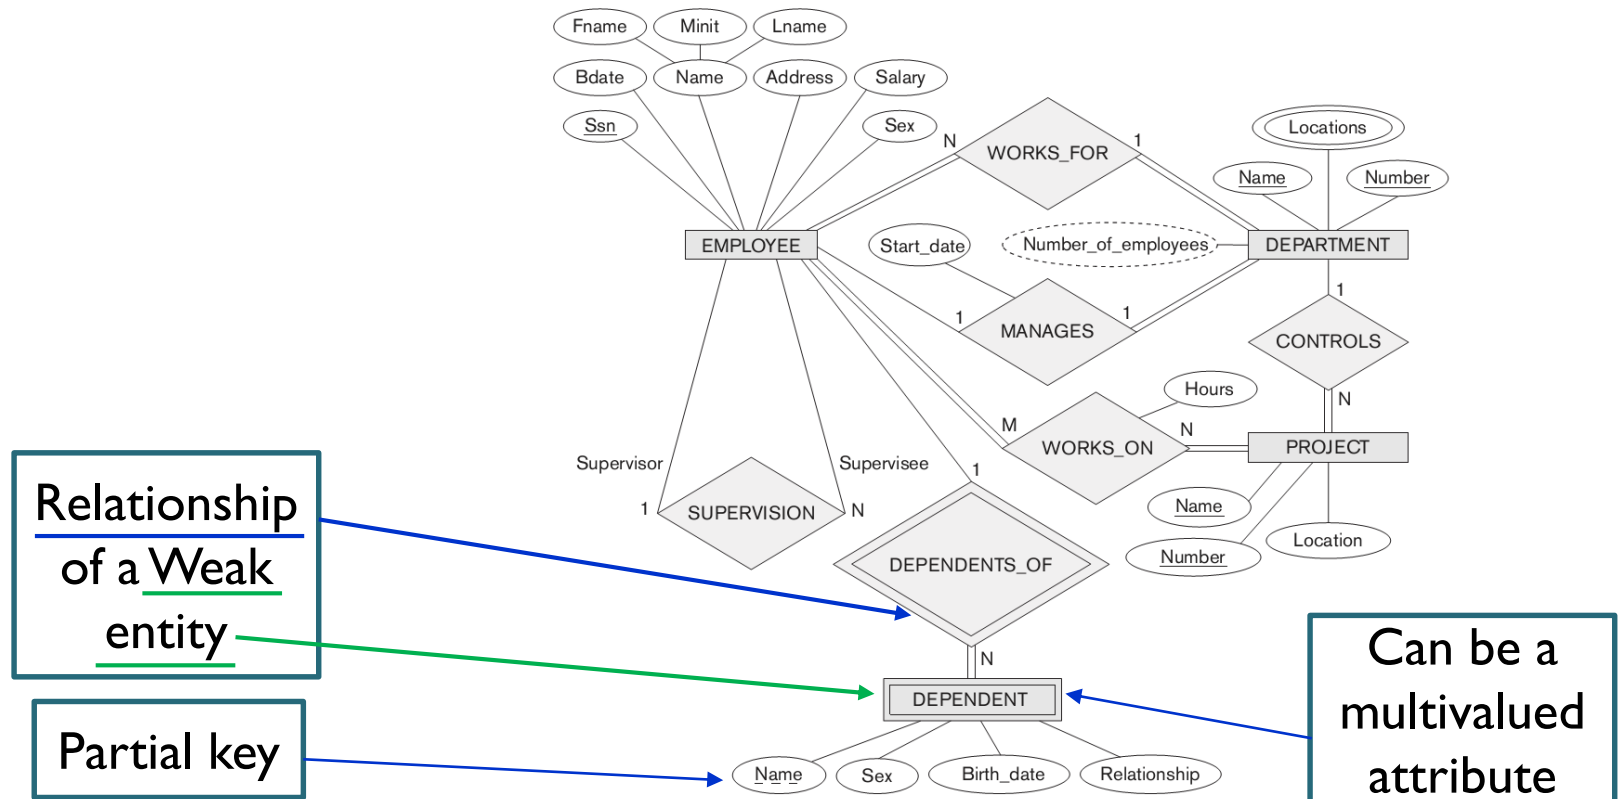 Fname
Minit
Lname
Bdate
Name
Address
Salary
Ssn
Sex
N
WORKS_FOR
1
Locations
Name
Number
EMPLOYEE
Start_date
Number_of_employees
DEPARTMENT
1
MANAGES
1
1
CONTROLS
N
Hours
M
WORKS_ON
N
PROJECT
Supervisor
Supervisee
1
SUPERVISION
N
1
Name
Number
Location
DEPENDENTS_OF
N
DEPENDENT
Name
Sex
Birth_date
Relationship
Relationship
of a Weak
entity
Partial key
Can be a
multivalued
attribute